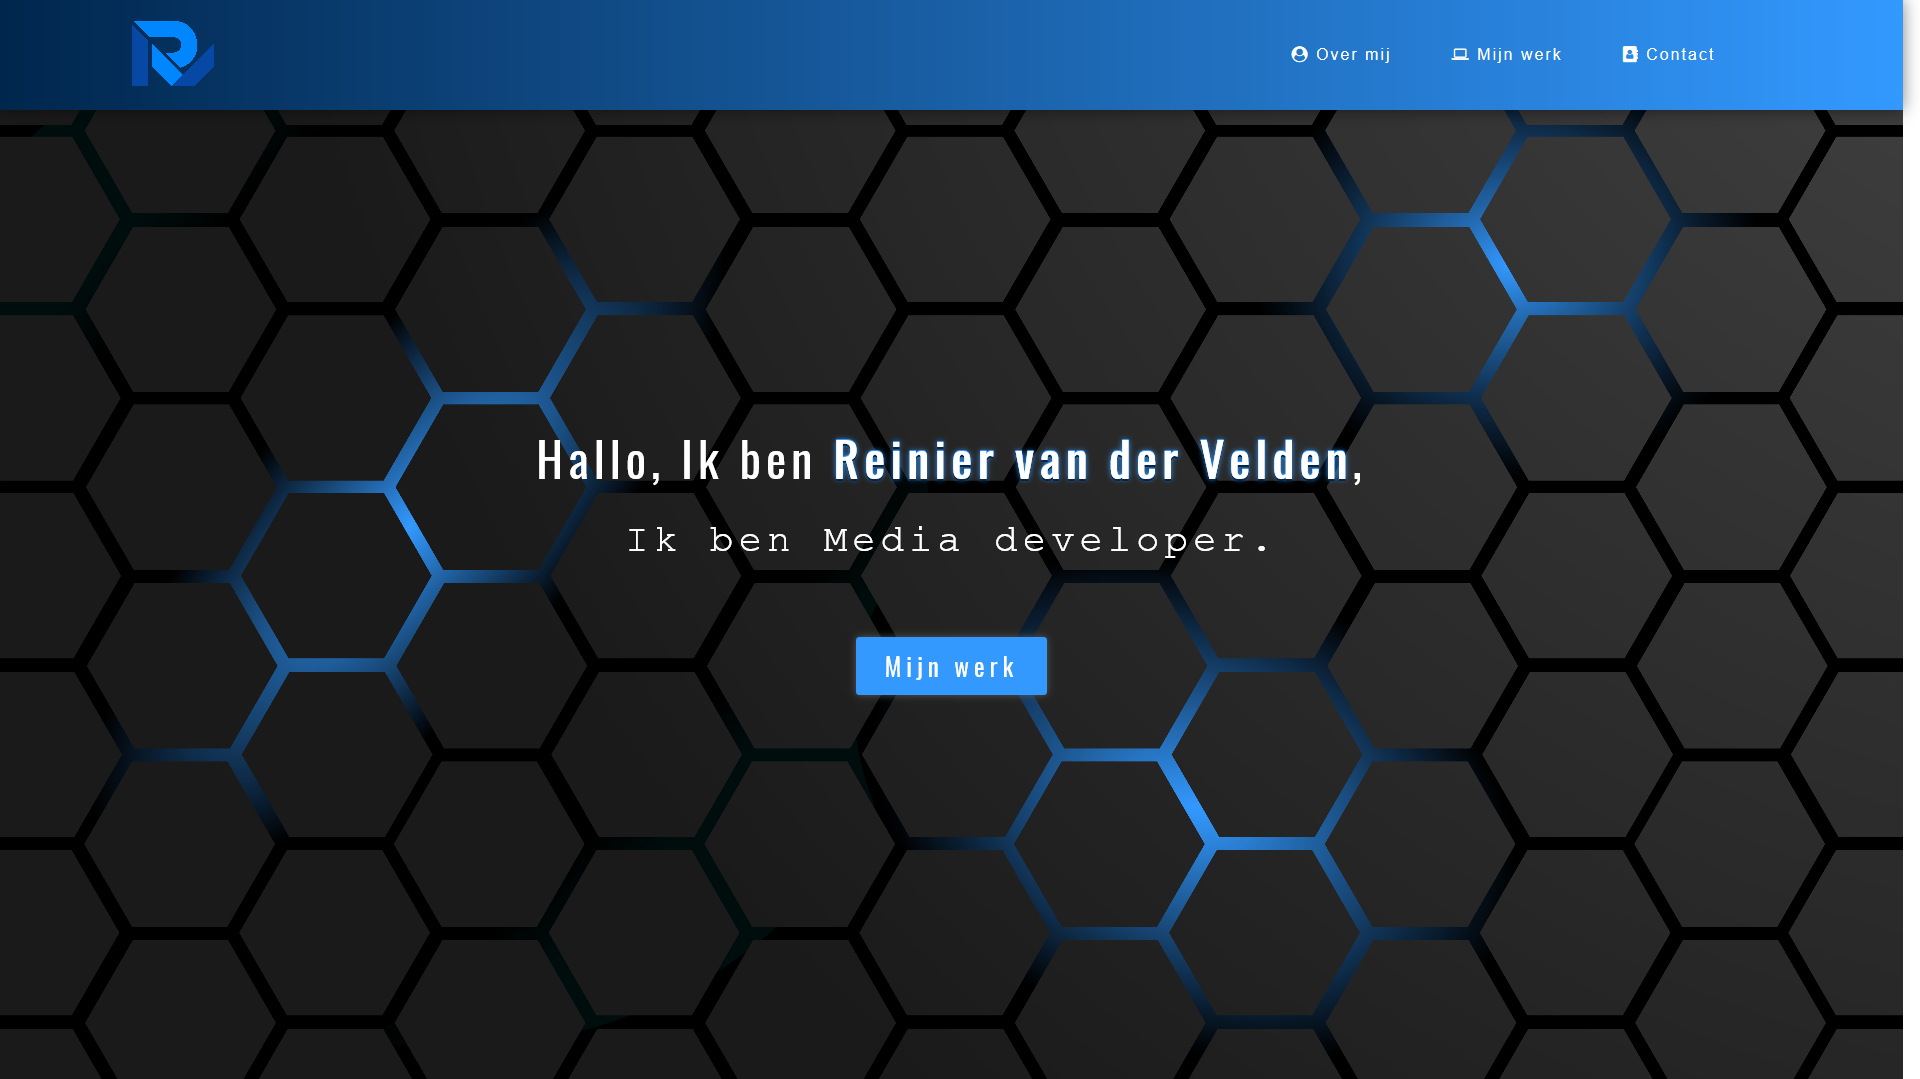 Over mij
Mijn werk
Contact
Hallo, Ik ben Reinier van der Velden,
Ik ben Media developer.
Mijn werk